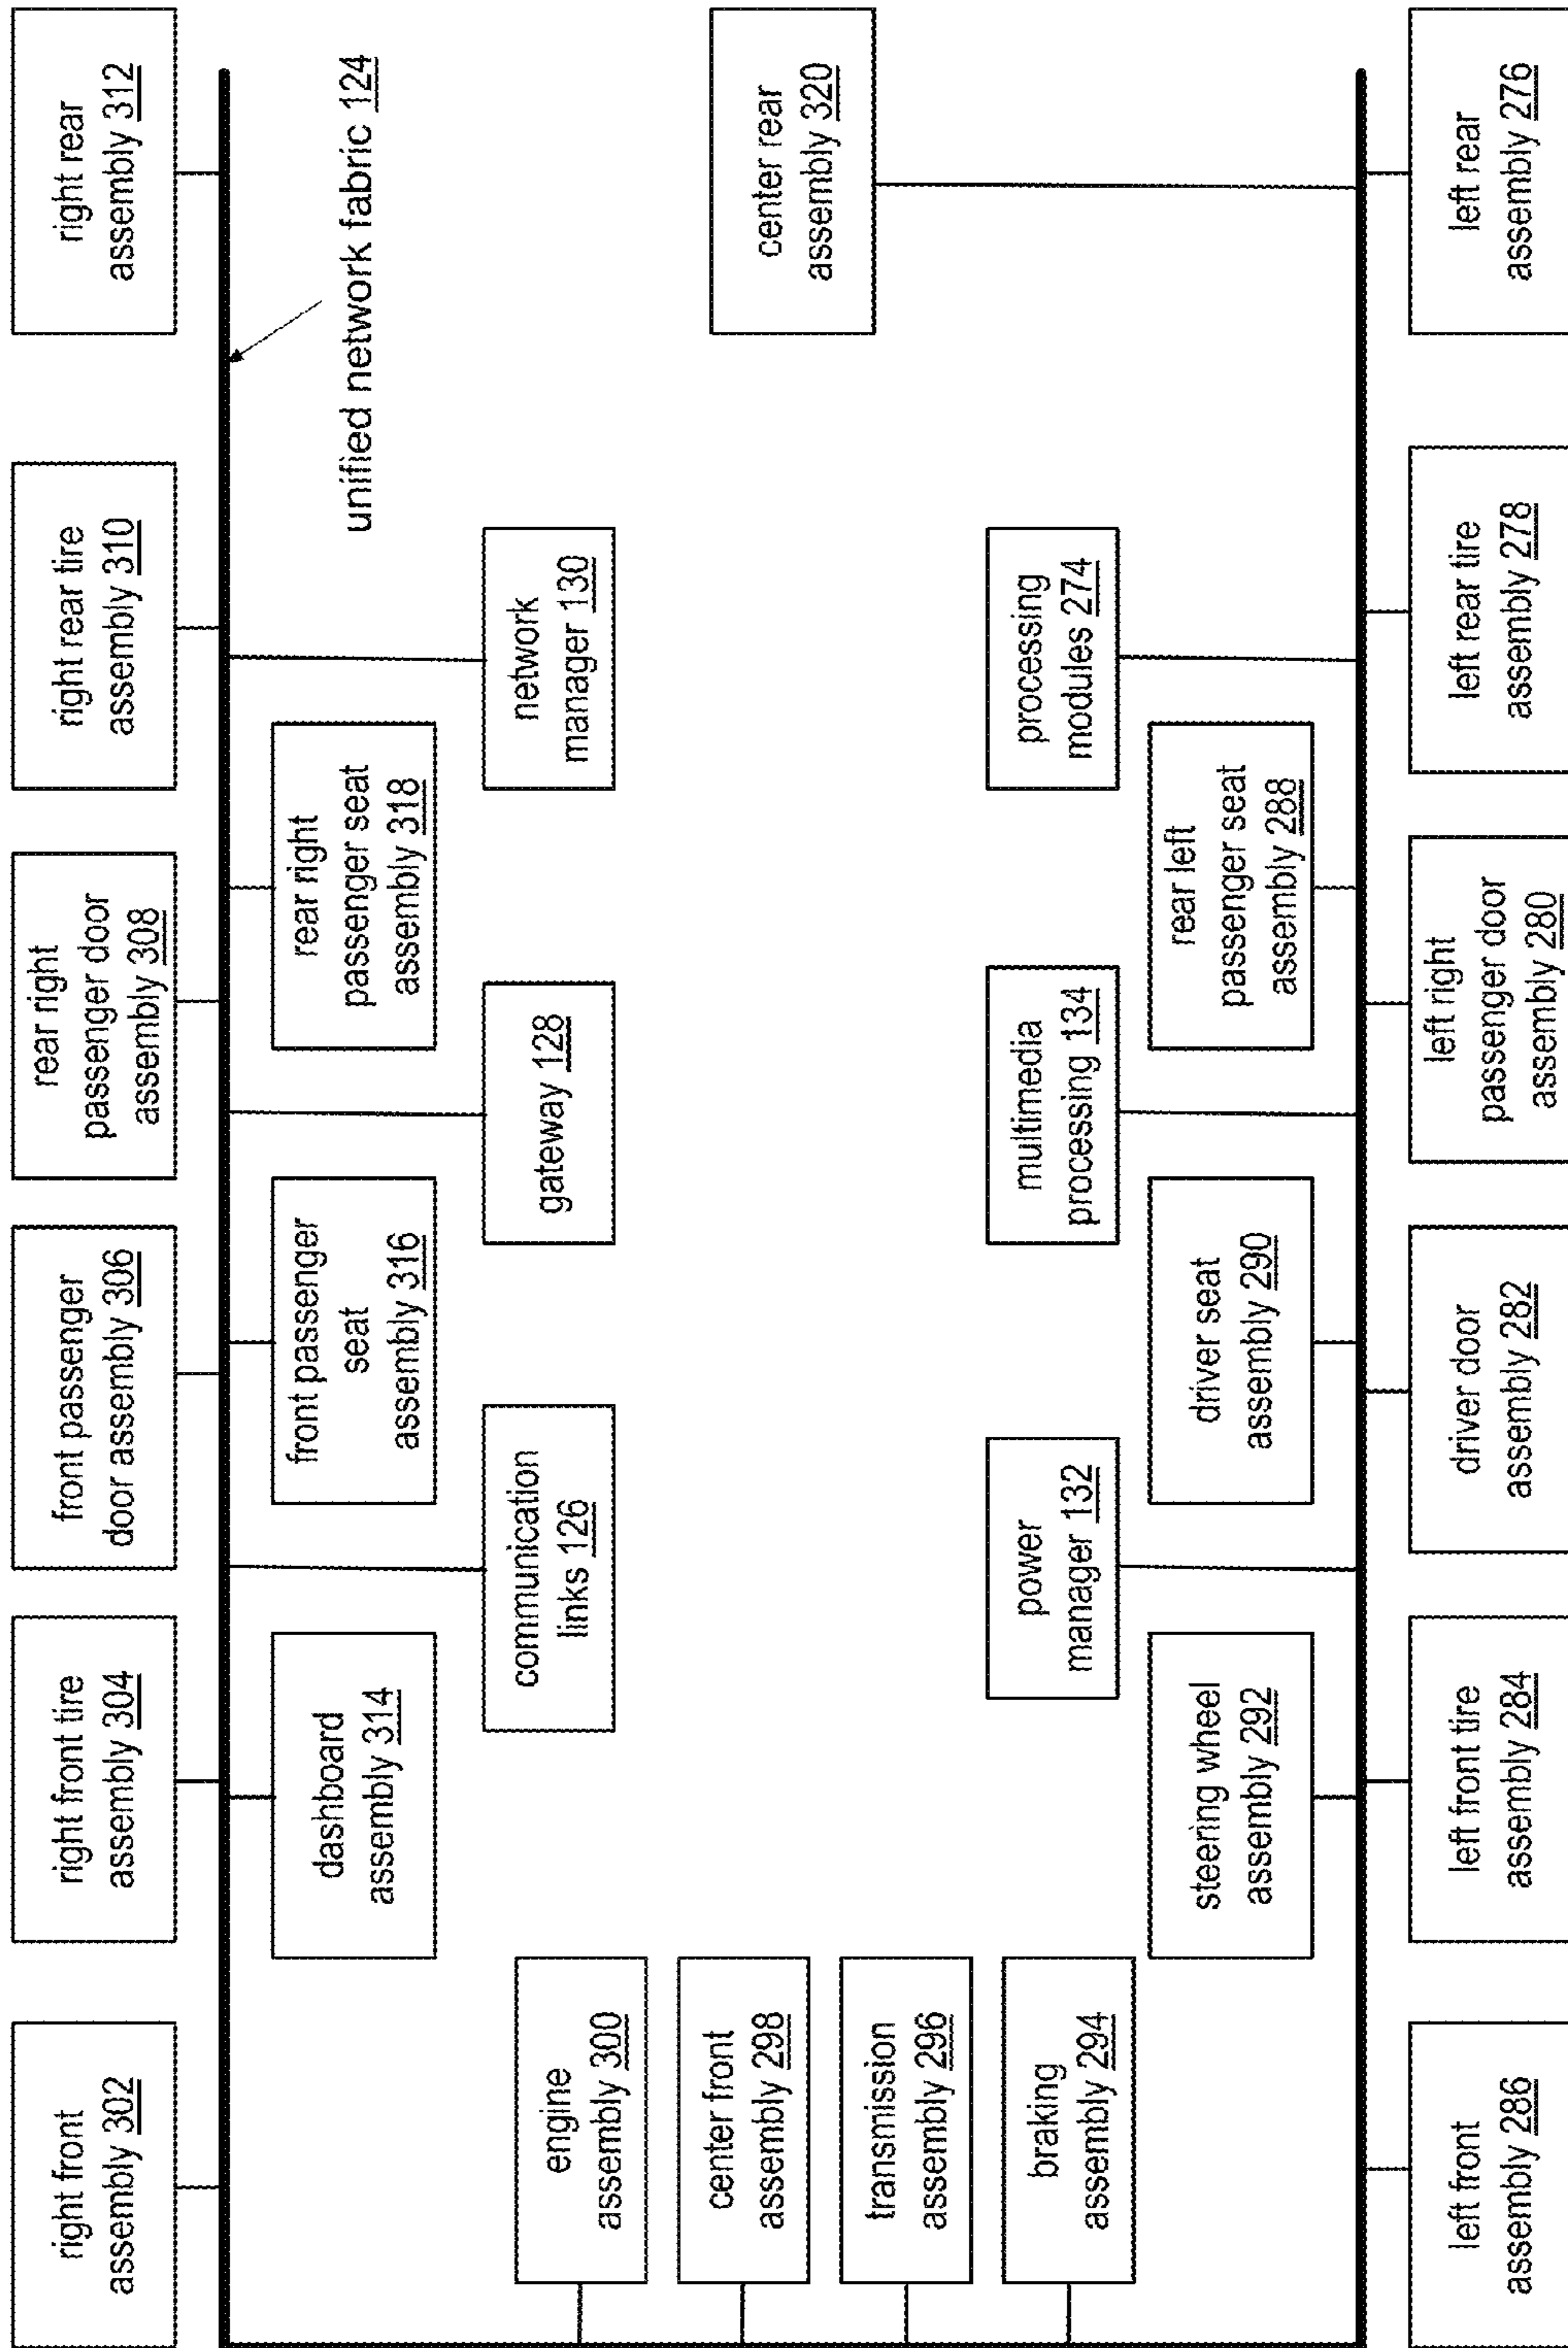 right front
assembly 302
right front tire
assembly 304
front passenger
door assembly 306
rear right
passenger door
assembly 308
right rear tire
assembly 310
right rear
assembly 312
unified network fabric 124
dashboard
assembly 314
front passenger
seat
assembly 316
rear right
passenger seat
assembly 318
communication
links 126
gateway 128
network
manager 130
engine
assembly 300
center front
assembly 298
transmission
assembly 296
braking
assembly 294
center rear
assembly 320
power
manager 132
multimedia
processing 134
processing
modules 274
steering wheel
assembly 292
driver seat
assembly 290
rear left
passenger seat
assembly 288
left front
assembly 286
left front tire
assembly 284
driver door
assembly 282
left right
passenger door
assembly 280
left rear tire
assembly 278
left rear
assembly 276